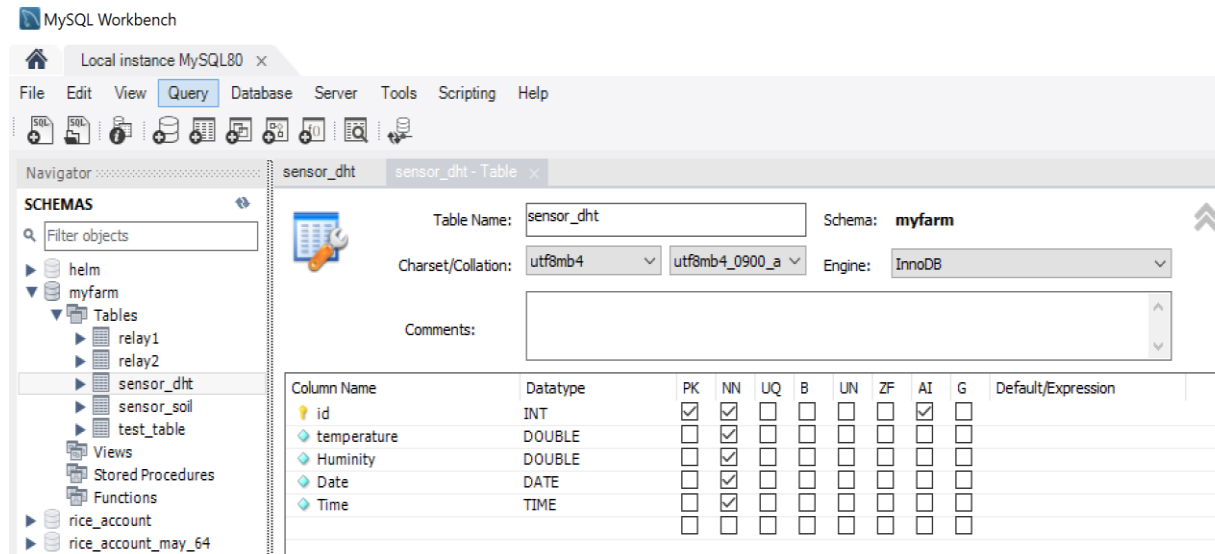 MySQL Workbench
Local instance MySQL80 ×
File Edit View Query Database Server Tools Scripting Help
Navigator
sensor_dht sensor_dht - Table ×
SCHEMAS
Filter objects
helm
myfarm
Tables
relay1
relay2
sensor_dht
sensor_soil
test_table
Views
Stored Procedures
Functions
rice_account
rice_account_may_64
Table Name: sensor_dht Schema: myfarm
Charset/Collation: utf8mb4 utf8mb4_0900_a Engine: InnoDB
Comments:
Column Name Datatype PK NN UQ B UN ZF AI G Default/Expression
id INT
temperature DOUBLE
Huminity DOUBLE
Date DATE
Time TIME